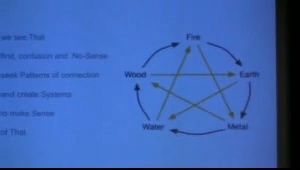 we see That
first, confusion and No-Sense
seek Patterns of connection
and create Systems
to make Sense
of That
Fire
Wood
Earth
Water
Metal